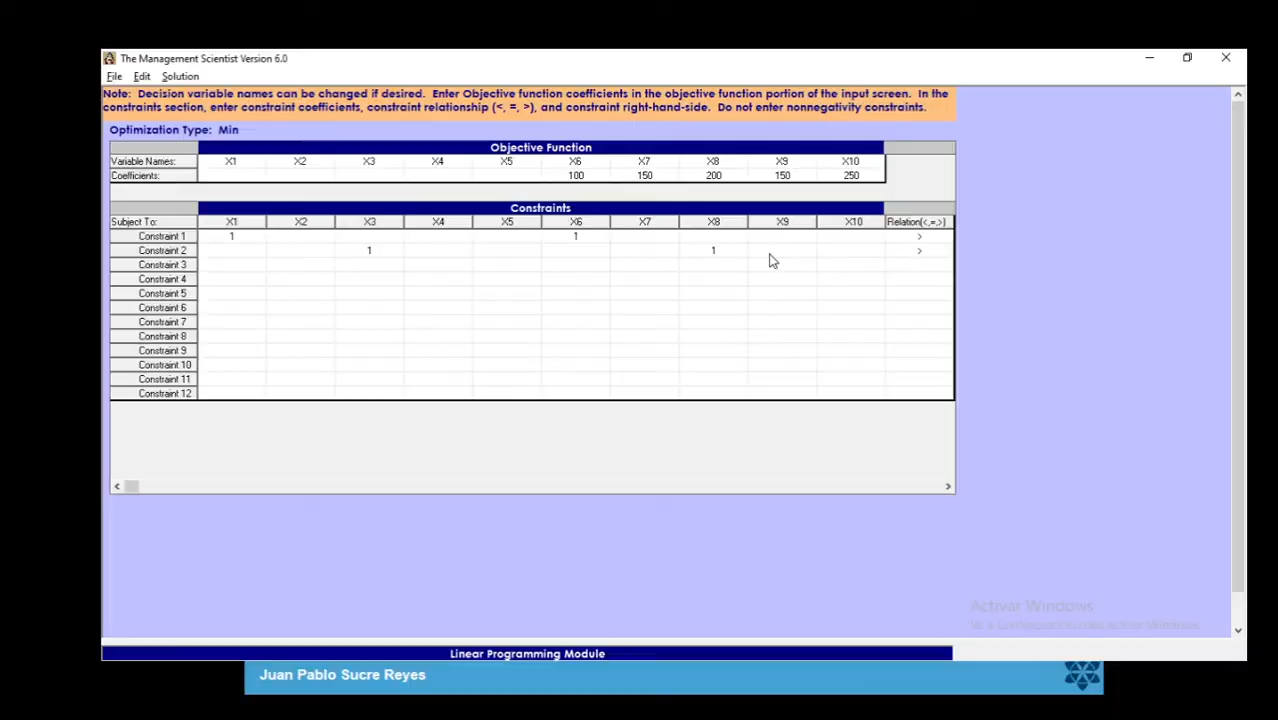 The Management Scientist Version 6.0
File Edit Solution
Note: Decision variable names can be changed if desired. Enter Objective function coefficients in the objective function portion of the input screen. In the
constraints section, enter constraint coefficients, constraint relationship (<, =, >), and constraint right-hand-side. Do not enter nonnegativity constraints.
Optimization Type: Min
Objective Function
Variable Names: X1 X2 X3 X4 X5 X6 X7 X8 X9 X10
Coefficients: 100 150 200 150 250
Constraints
Subject To: X1 X2 X3 X4 X5 X6 X7 X8 X9 X10 Relation(<,=,>)
Constraint 1 1 1 >
Constraint 2 1 1 >
Constraint 3
Constraint 4
Constraint 5
Constraint 6
Constraint 7
Constraint 8
Constraint 9
Constraint 10
Constraint 11
Constraint 12
Activar Windows
Linear Programming Module
Juan Pablo Sucre Reyes